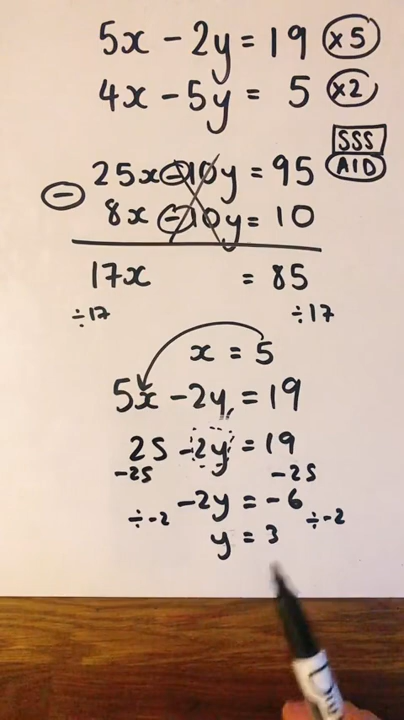 5x - 2y = 19 ×5
4x - 5y = 5 ×2
SSS
25x - 10y = 95 AID
- 8x - 10y = 10
17x = 85
÷17 ÷17
x = 5
5x - 2y = 19
25 - 2y = 19
-25 -25
-2y = -6
÷-2 ÷-2
y = 3